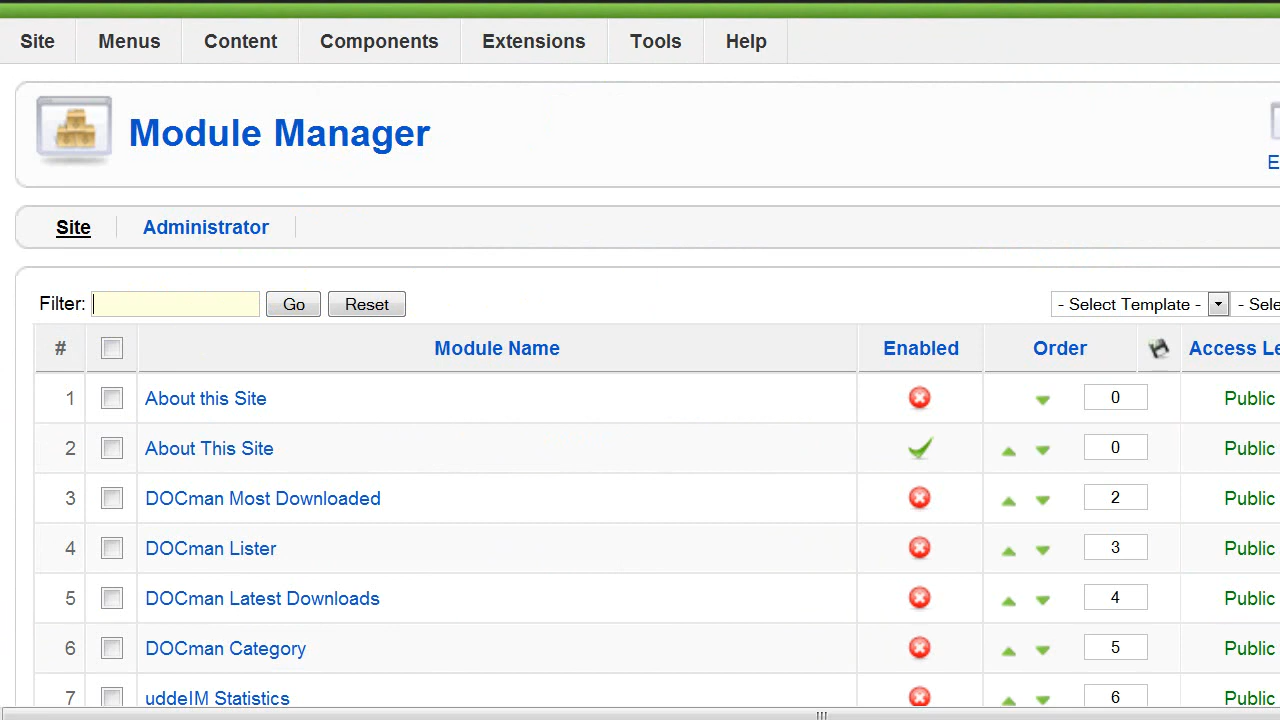 Site Menus Content Components Extensions Tools Help
Module Manager
Site Administrator
Filter: Go Reset - Select Template -
# Module Name Enabled Order Access
1 About this Site 0 Public
2 About This Site 0 Public
3 DOCman Most Downloaded 2 Public
4 DOCman Lister 3 Public
5 DOCman Latest Downloads 4 Public
6 DOCman Category 5 Public
7 uddeIM Statistics 6 Public